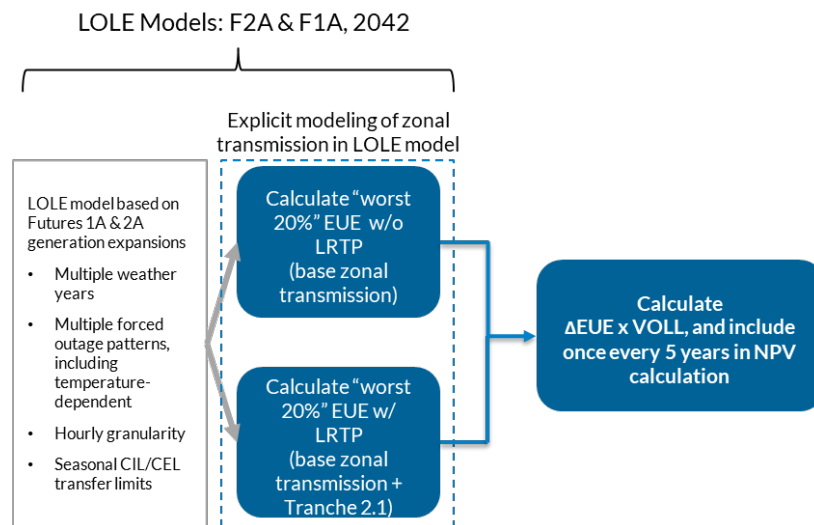 LOLE Models: F2A & F1A, 2042
Explicit modeling of zonal
transmission in LOLE model
LOLE model based on
Futures 1A & 2A
generation expansions
• Multiple weather
years
• Multiple forced
outage patterns,
including
temperature-
dependent
• Hourly granularity
• Seasonal CIL/CEL
transfer limits
Calculate “worst
20%” EUE w/o
LRTP
(base zonal
transmission)
Calculate “worst
20%” EUE w/
LRTP
(base zonal
transmission +
Tranche 2.1)
Calculate
ΔEUE x VOLL, and include
once every 5 years in NPV
calculation